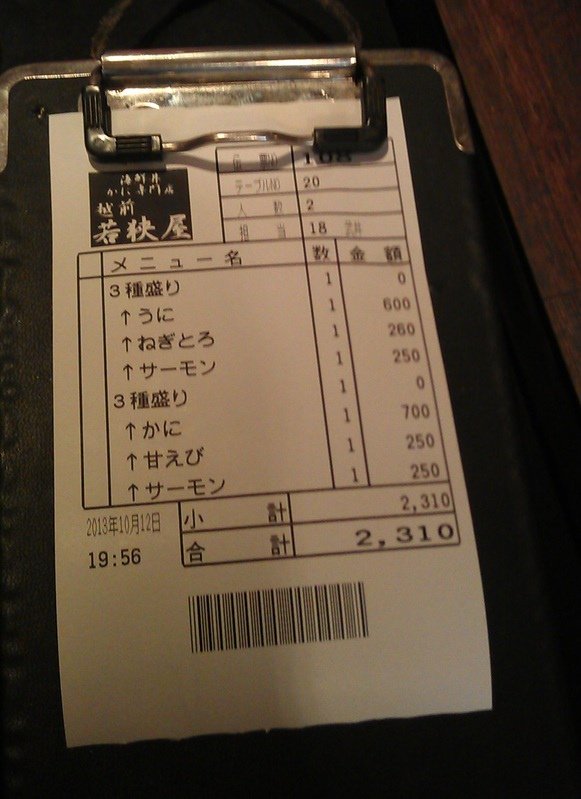 海鮮丼
かに専門店
越前
若狭屋
伝票NO 108
テーブルNO 20
人数 2
担当 18
メニュー名 数 金額
3種盛り 1 0
↑うに 1 600
↑ねぎとろ 1 260
↑サーモン 1 250
3種盛り 1 0
↑かに 1 700
↑甘えび 1 250
↑サーモン 1 250
小計 2,310
合計 2,310
2013年10月12日
19:56